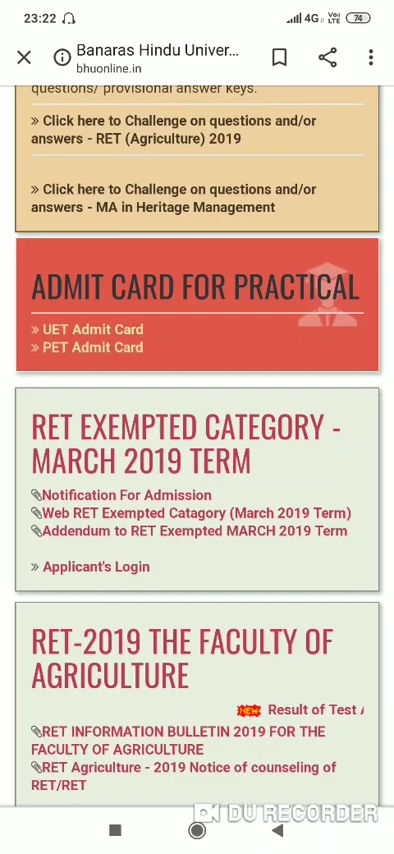 23:22
4G
Vo))
LTE
74
Banaras Hindu Univer...
bhuonline.in
questions/ provisional answer keys.
» Click here to Challenge on questions and/or
answers - RET (Agriculture) 2019
» Click here to Challenge on questions and/or
answers - MA in Heritage Management
ADMIT CARD FOR PRACTICAL
» UET Admit Card
» PET Admit Card
RET EXEMPTED CATEGORY -
MARCH 2019 TERM
Notification For Admission
Web RET Exempted Catagory (March 2019 Term)
Addendum to RET Exempted MARCH 2019 Term
» Applicant's Login
RET-2019 THE FACULTY OF
AGRICULTURE
NEW Result of Test
RET INFORMATION BULLETIN 2019 FOR THE
FACULTY OF AGRICULTURE
RET Agriculture - 2019 Notice of counseling of
RET/RET
DU RECORDER